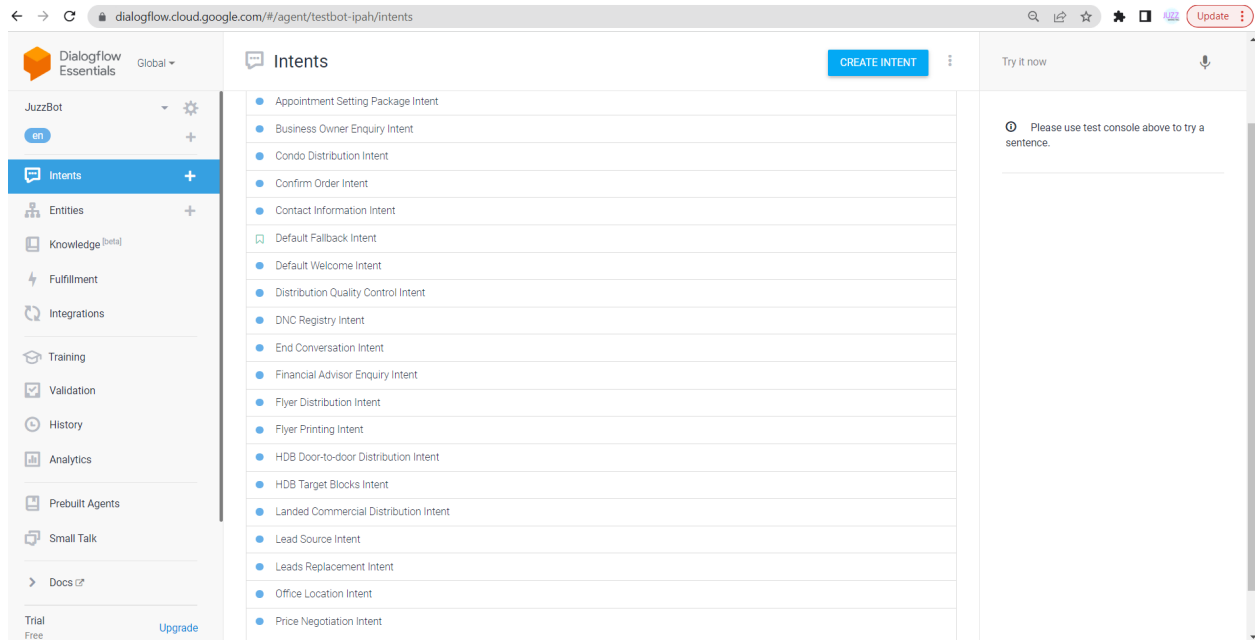 dialogflow.cloud.google.com/#/agent/testbot-ipah/intents
JUZZ
Update
Dialogflow
Essentials
Global
Intents
CREATE INTENT
Try it now
JuzzBot
en
Intents
Entities
Knowledge [beta]
Fulfillment
Integrations
Training
Validation
History
Analytics
Prebuilt Agents
Small Talk
Docs
Trial
Free
Upgrade
Appointment Setting Package Intent
Business Owner Enquiry Intent
Condo Distribution Intent
Confirm Order Intent
Contact Information Intent
Default Fallback Intent
Default Welcome Intent
Distribution Quality Control Intent
DNC Registry Intent
End Conversation Intent
Financial Advisor Enquiry Intent
Flyer Distribution Intent
Flyer Printing Intent
HDB Door-to-door Distribution Intent
HDB Target Blocks Intent
Landed Commercial Distribution Intent
Lead Source Intent
Leads Replacement Intent
Office Location Intent
Price Negotiation Intent
Please use test console above to try a
sentence.